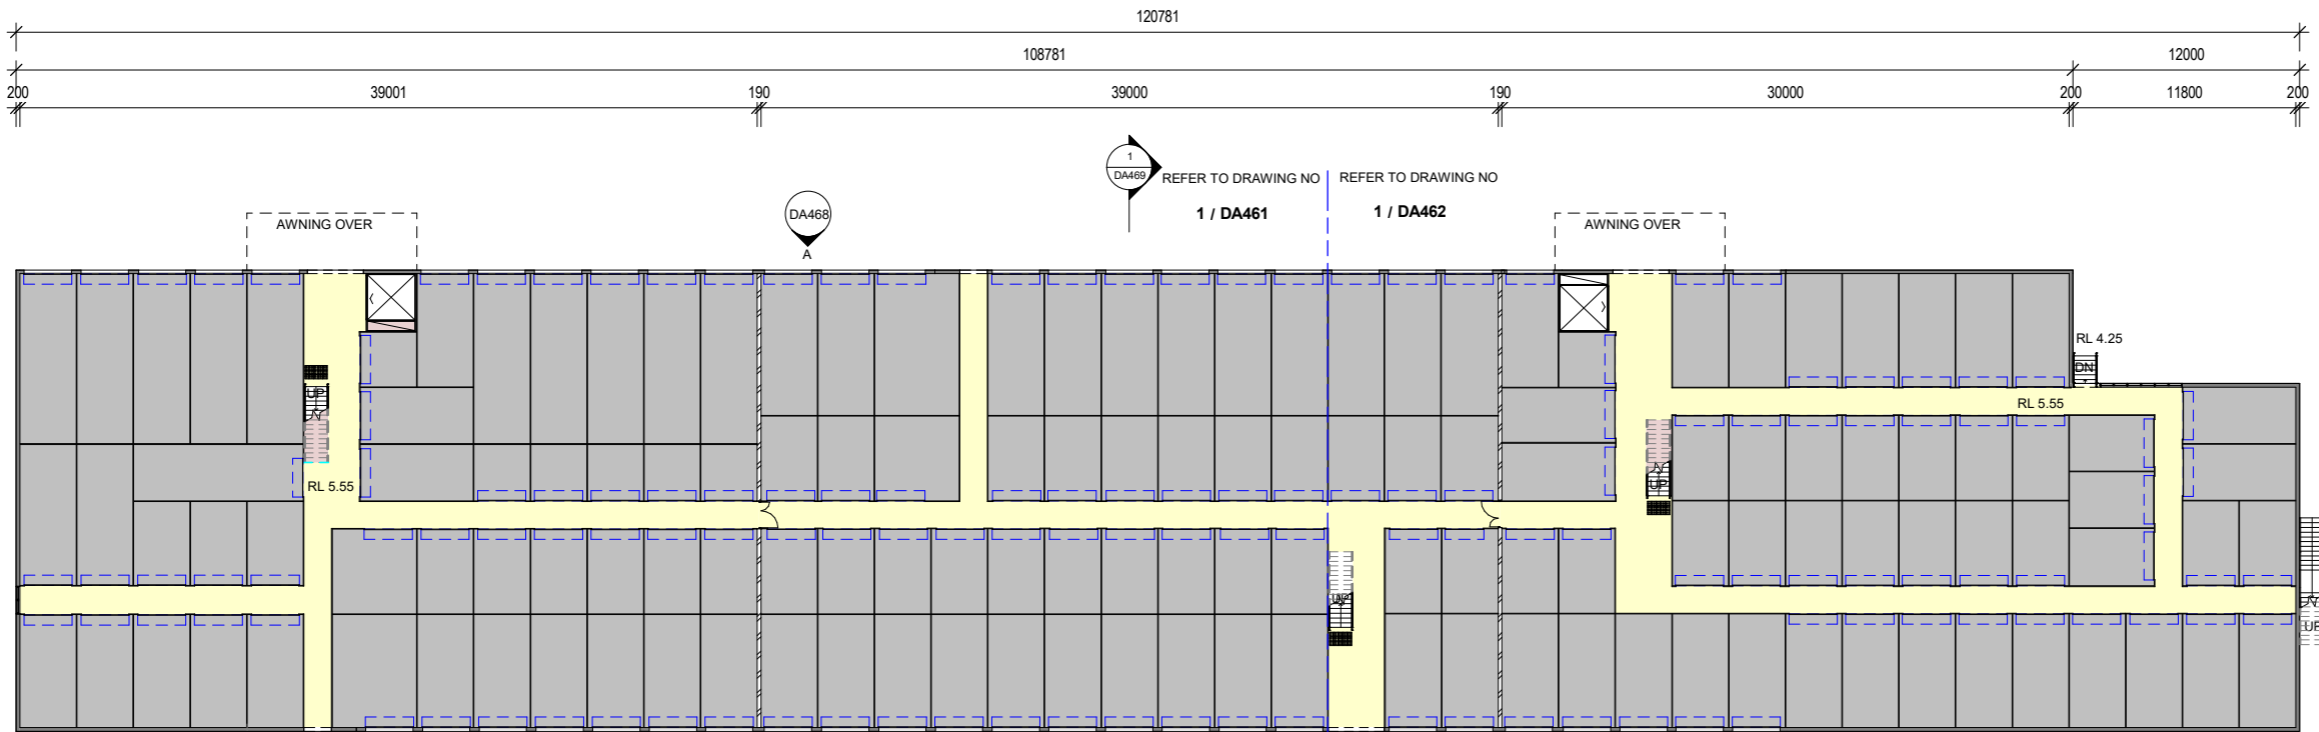 120781
108781
12000
200
39001
190
39000
190
30000
200
11800
200
1
DA469
REFER TO DRAWING NO
REFER TO DRAWING NO
1 / DA461
1 / DA462
DA468
A
AWNING OVER
AWNING OVER
RL 4.25
DN
UP
RL 5.55
RL 5.55
UP
UP
UP